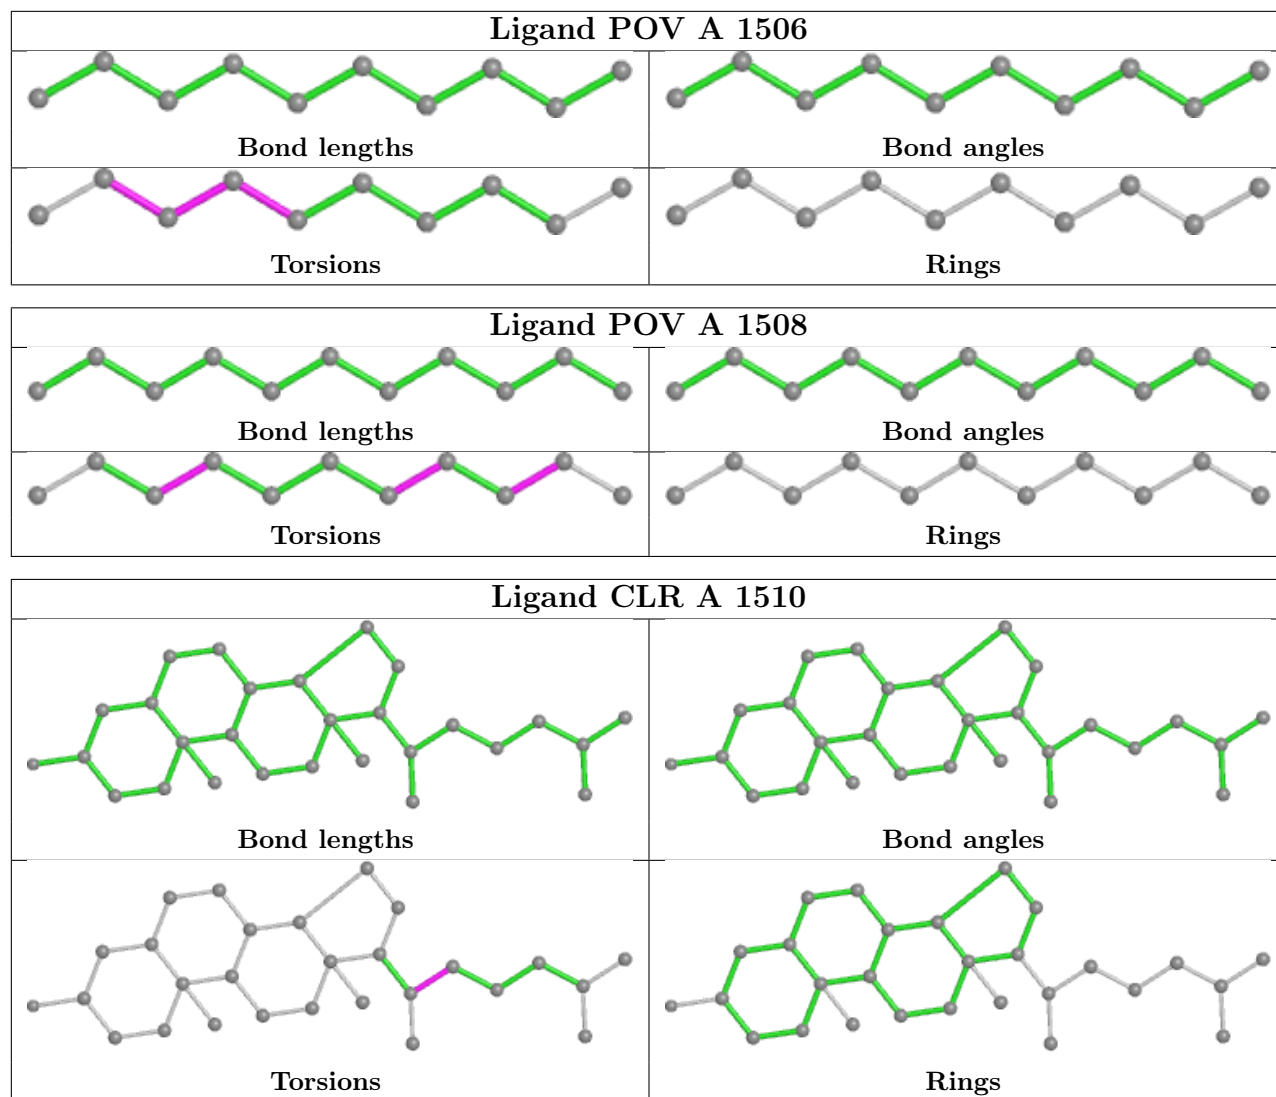 Ligand POV A 1506
Bond lengths
Bond angles
Torsions
Rings
Ligand POV A 1508
Bond lengths
Bond angles
Torsions
Rings
Ligand CLR A 1510
Bond lengths
Bond angles
Torsions
Rings